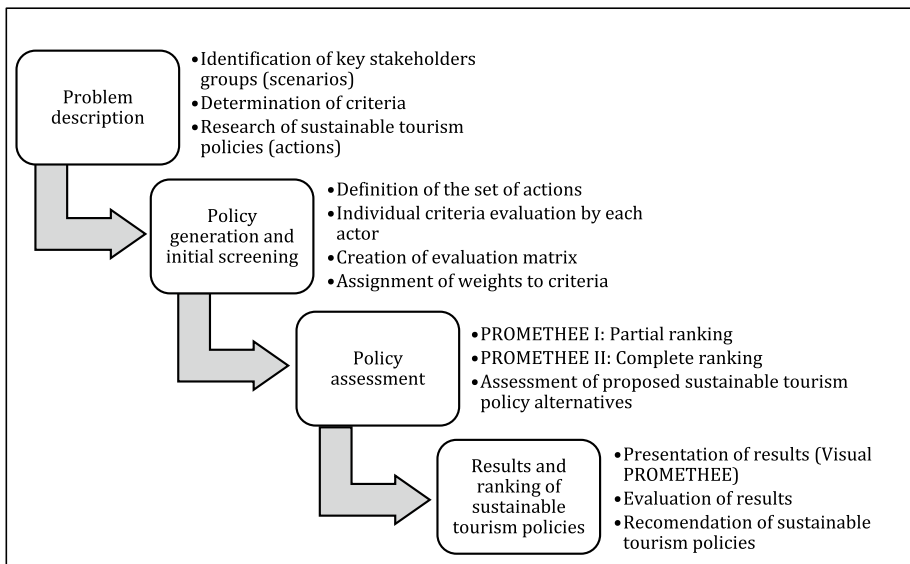 Problem
description
•Identification of key stakeholders
groups (scenarios)
•Determination of criteria
•Research of sustainable tourism
policies (actions)
Policy
generation and
initial screening
•Definition of the set of actions
•Individual criteria evaluation by each
actor
•Creation of evaluation matrix
•Assignment of weights to criteria
Policy
assessment
•PROMETHEE I: Partial ranking
•PROMETHEE II: Complete ranking
•Assessment of proposed sustainable tourism
policy alternatives
Results and
ranking of
sustainable
tourism policies
•Presentation of results (Visual
PROMETHEE)
•Evaluation of results
•Recomendation of sustainable
tourism policies